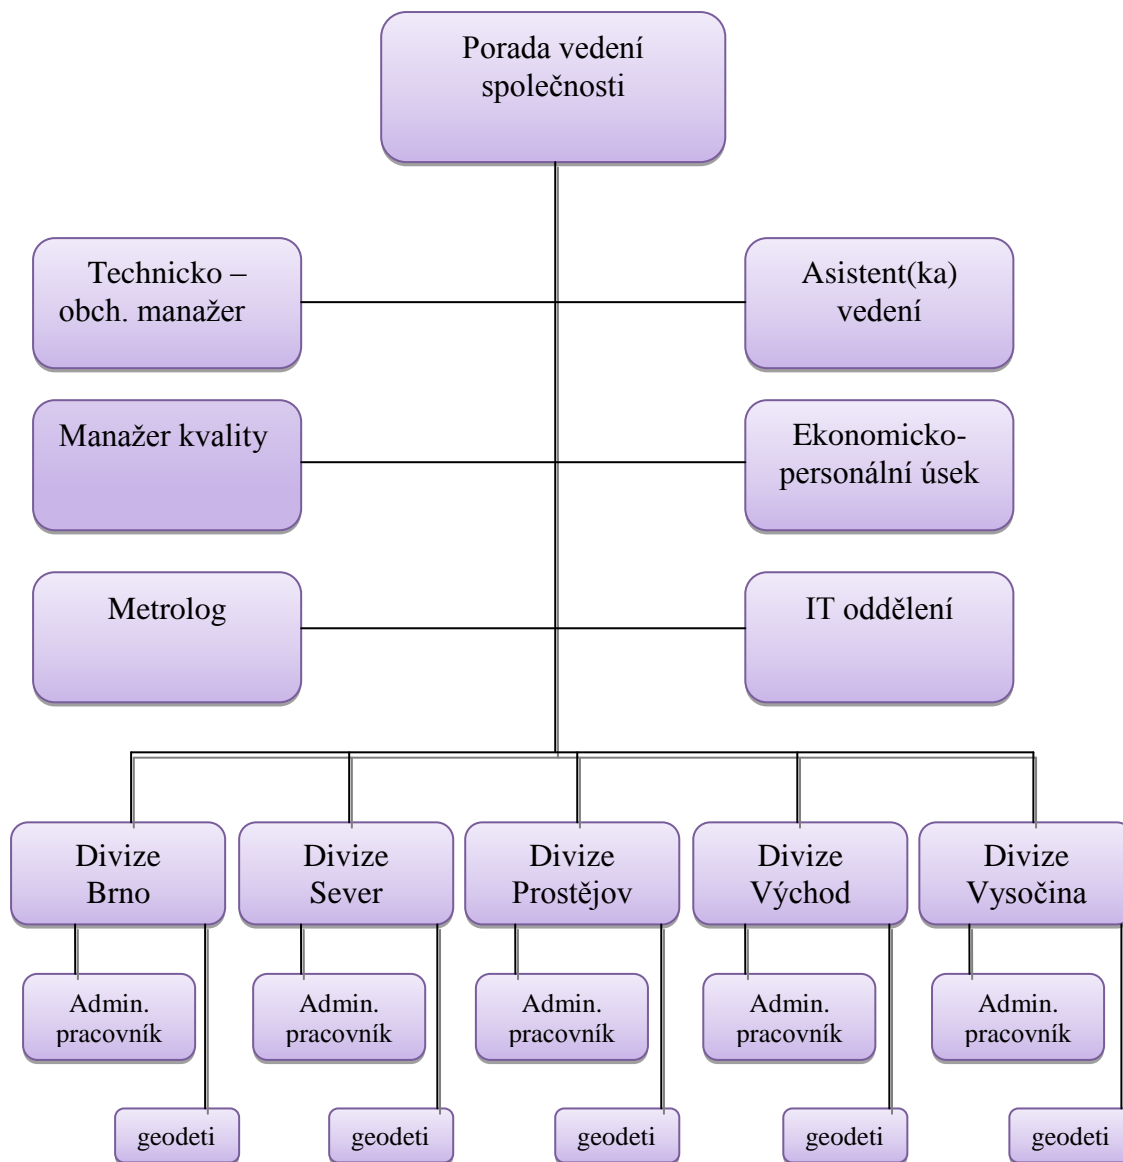 Porada vedení
společnosti
Technicko –
obch. manažer
Asistent(ka)
vedení
Manažer kvality
Ekonomicko-
personální úsek
Metrolog
IT oddělení
Divize
Brno
Divize
Sever
Divize
Prostějov
Divize
Východ
Divize
Vysočina
Admin.
pracovník
Admin.
pracovník
Admin.
pracovník
Admin.
pracovník
Admin.
pracovník
geodeti
geodeti
geodeti
geodeti
geodeti